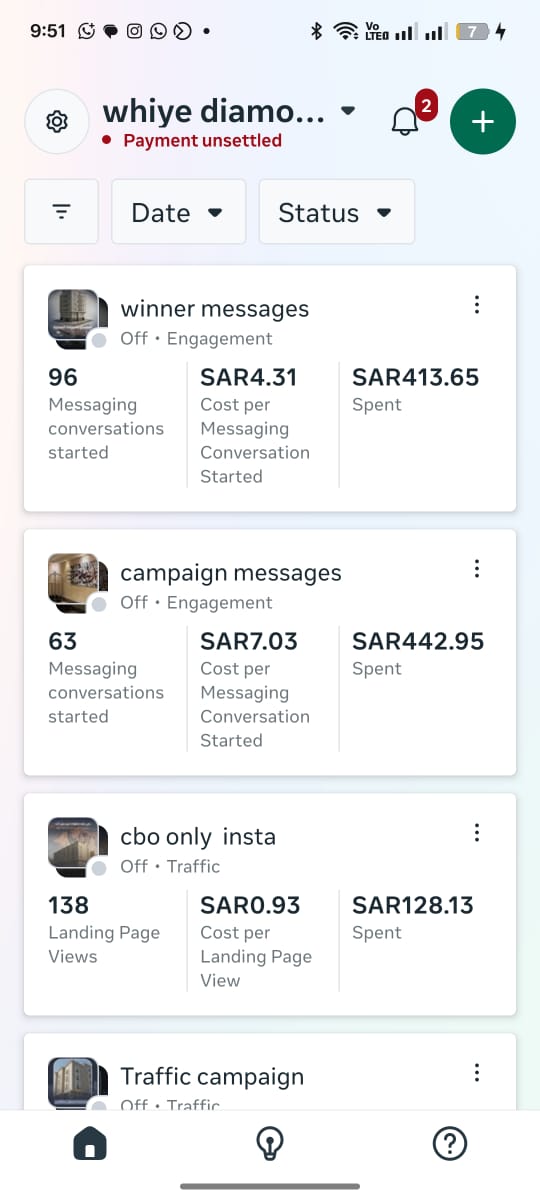 9:51
Vo
LTE
7
whiye diamo...
Payment unsettled
2
Date
Status
winner messages
Off • Engagement
96
Messaging
conversations
started
SAR4.31
Cost per
Messaging
Conversation
Started
SAR413.65
Spent
campaign messages
Off • Engagement
63
Messaging
conversations
started
SAR7.03
Cost per
Messaging
Conversation
Started
SAR442.95
Spent
cbo only insta
Off • Traffic
138
Landing Page
Views
SAR0.93
Cost per
Landing Page
View
SAR128.13
Spent
Traffic campaign
Off • Traffic